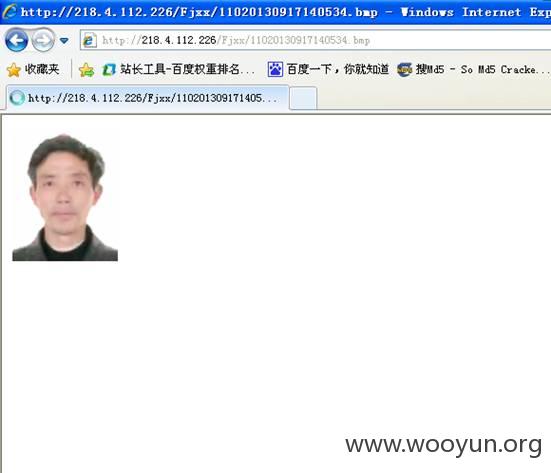 http://218.4.112.226/Fjxx/11020130917140534.bmp - Windows Internet Exp
http://218.4.112.226/Fjxx/11020130917140534.bmp
收藏夹 站长工具-百度权重排名... 百度一下，你就知道 搜Md5 - So Md5 Cracke...
http://218.4.112.226/Fjxx/110201309171405...
www.wooyun.org